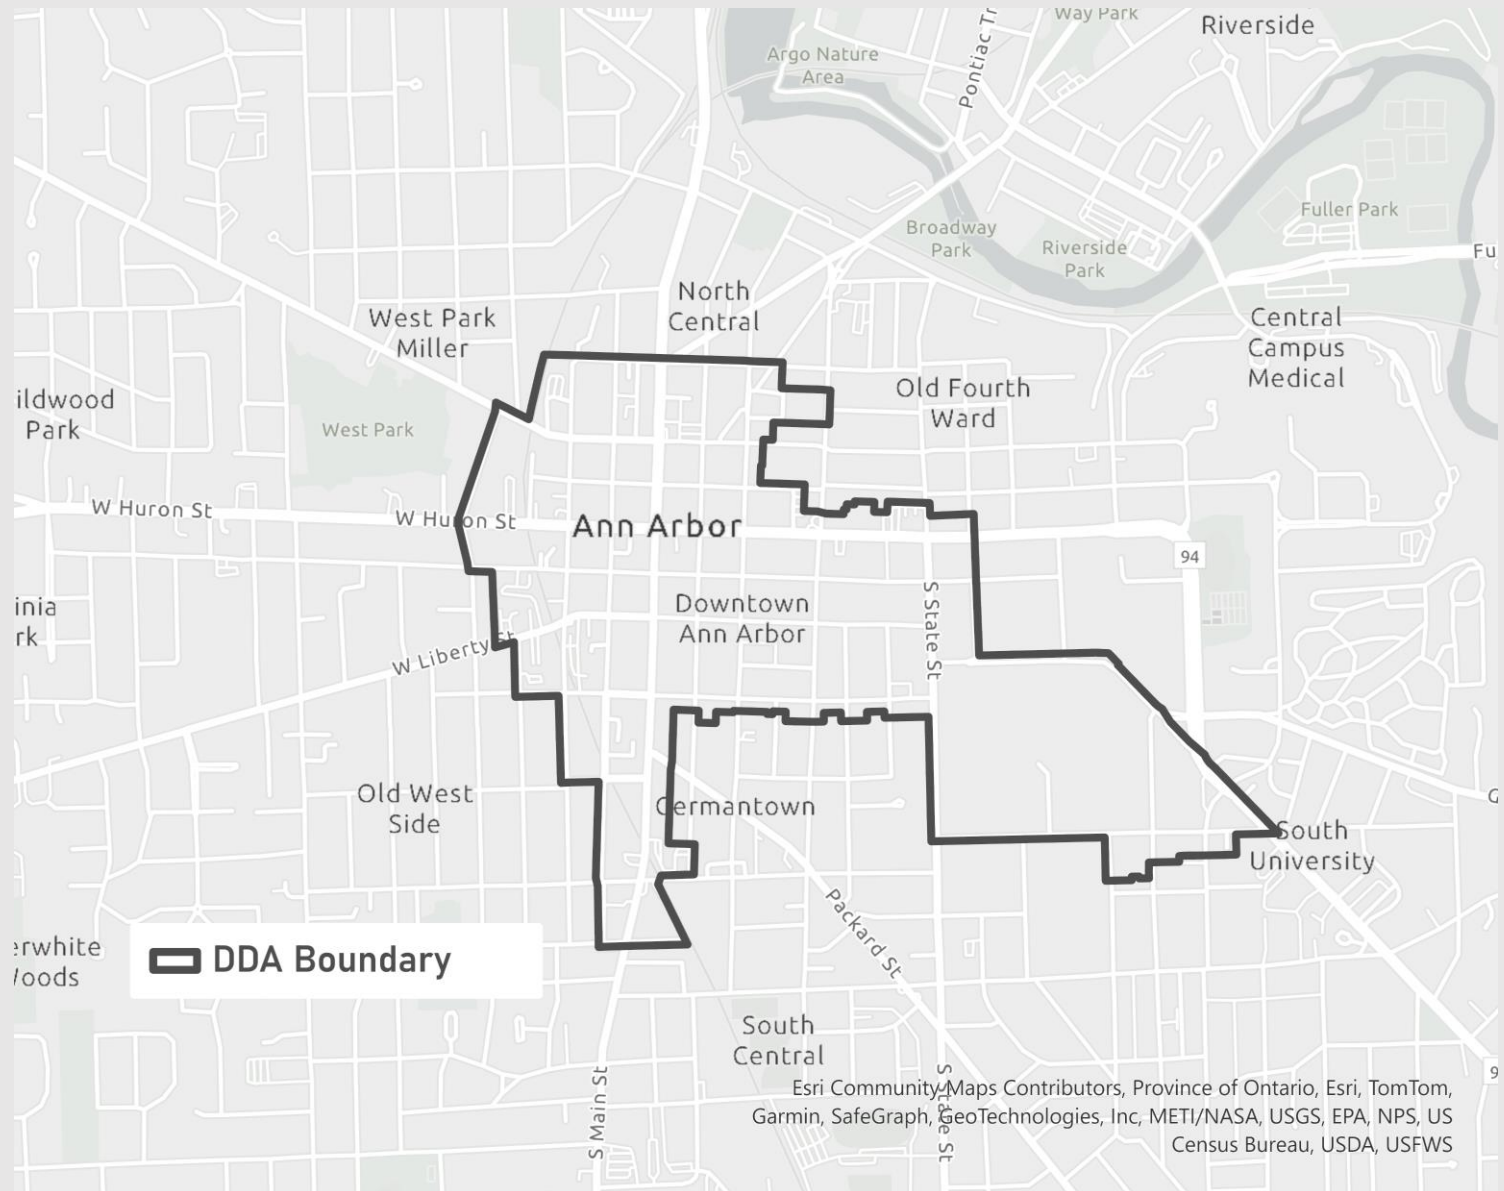 Way Park
Riverside
Argo Nature
Area
Pontiac Tr
Fuller Park
Broadway
Park
Riverside
Park
Fu
North
Central
West Park
Miller
Central
Campus
Medical
Old Fourth
Ward
ildwood
Park
West Park
W Huron St
W Huron St
Ann Arbor
94
inia
rk
Downtown
Ann Arbor
S State St
W Liberty St
Old West
Side
Germantown
G
South
University
Packard St
erwhite
Woods
DDA Boundary
South
Central
S Main St
S State St
9
Esri Community Maps Contributors, Province of Ontario, Esri, TomTom,
Garmin, SafeGraph, GeoTechnologies, Inc, METI/NASA, USGS, EPA, NPS, US
Census Bureau, USDA, USFWS